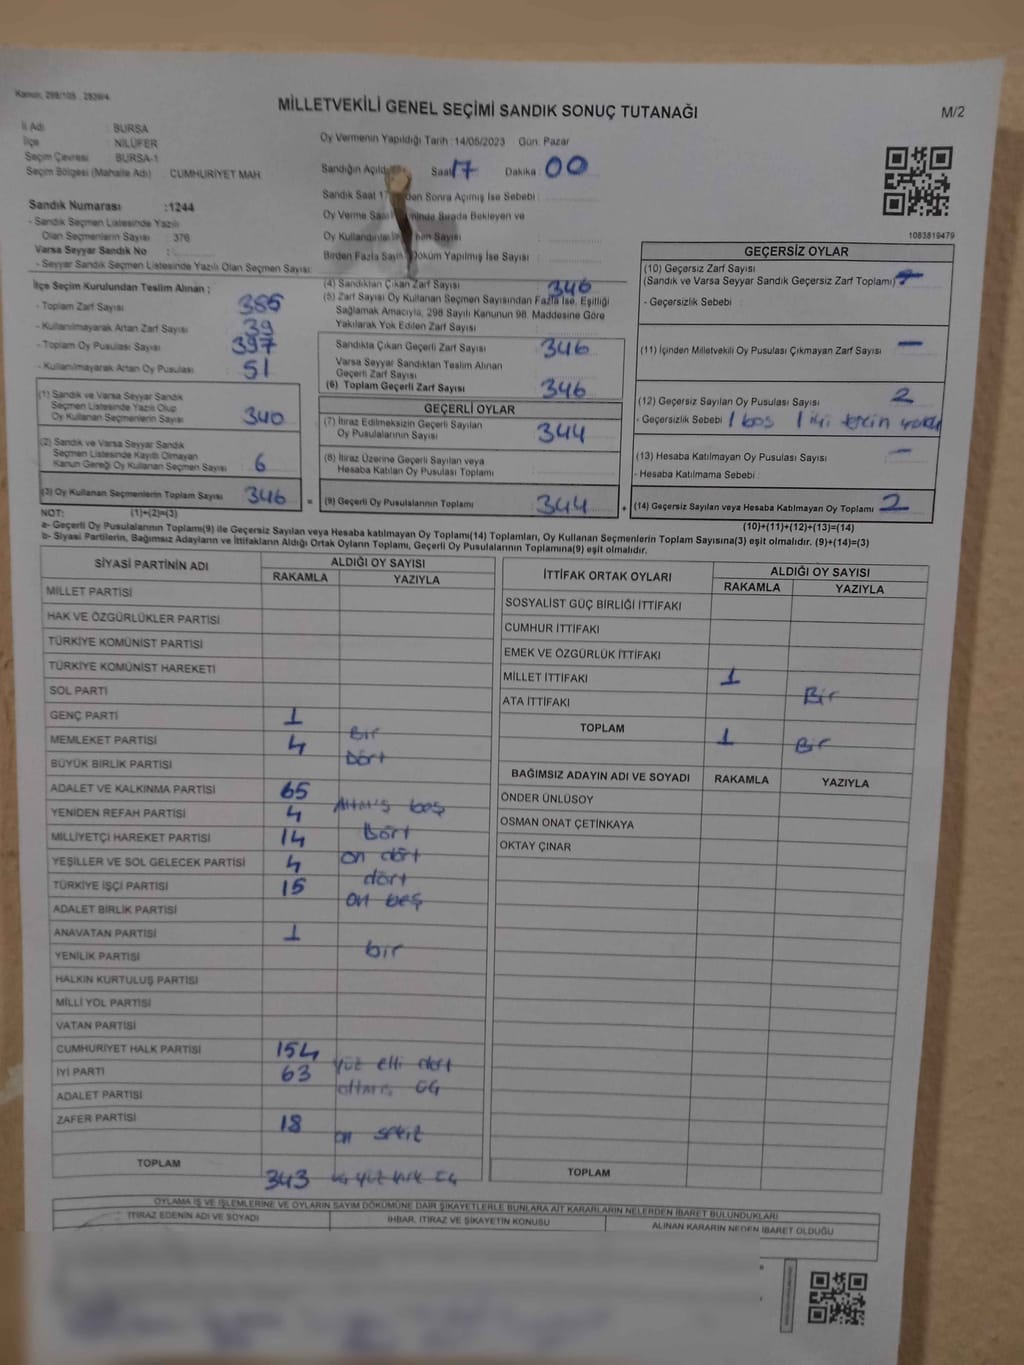 Kanun, 298/105 , 2839/4
MİLLETVEKİLİ GENEL SEÇİMİ SANDIK SONUÇ TUTANAĞI
M/2
İl Adı : BURSA
İlçe : NİLÜFER
Seçim Çevresi : BURSA-1
Seçim Bölgesi (Mahalle Adı) : CUMHURİYET MAH.
Oy Vermenin Yapıldığı Tarih :14/05/2023 Gün: Pazar
Sandığın Açıldı Saat 17 Dakika : 00
Sandık Saat 17 den Sonra Açılmış İse Sebebi :
Oy Verme Saa minde Sırada Bekleyen ve
Oy Kullandırılan men Sayısı
Birden Fazla Sayım Döküm Yapılmış İse Sayısı :
1083819479
Sandık Numarası :1244
- Sandık Seçmen Listesinde Yazılı
Olan Seçmenlerin Sayısı : 376
Varsa Seyyar Sandık No :
- Seyyar Sandık Seçmen Listesinde Yazılı Olan Seçmen Sayısı:
İlçe Seçim Kurulundan Teslim Alınan ;
- Toplam Zarf Sayısı 385
- Kullanılmayarak Artan Zarf Sayısı 39
- Toplam Oy Pusulası Sayısı 397
- Kullanılmayarak Artan Oy Pusulası 51
(1) Sandık ve Varsa Seyyar Sandık
Seçmen Listesinde Yazılı Olup
Oy Kullanan Seçmenlerin Sayısı 340
(2) Sandık ve Varsa Seyyar Sandık
Seçmen Listesinde Kayıtlı Olmayan
Kanun Gereği Oy Kullanan Seçmen Sayısı 6
(3) Oy Kullanan Seçmenlerin Toplam Sayısı 346
(4) Sandıktan Çıkan Zarf Sayısı 346
(5) Zarf Sayısı Oy Kullanan Seçmen Sayısından Fazla İse, Eşitliği
Sağlamak Amacıyla, 298 Sayılı Kanunun 98. Maddesine Göre
Yakılarak Yok Edilen Zarf Sayısı
Sandıkta Çıkan Geçerli Zarf Sayısı 346
Varsa Seyyar Sandıktan Teslim Alınan
Geçerli Zarf Sayısı
(6) Toplam Geçerli Zarf Sayısı 346
GEÇERLİ OYLAR
(7) İtiraz Edilmeksizin Geçerli Sayılan
Oy Pusulalarının Sayısı 344
(8) İtiraz Üzerine Geçerli Sayılan veya
Hesaba Katılan Oy Pusulası Toplamı
= (9) Geçerli Oy Pusulalarının Toplamı 344 +
GEÇERSİZ OYLAR
(10) Geçersiz Zarf Sayısı
(Sandık ve Varsa Seyyar Sandık Geçersiz Zarf Toplamı)
- Geçersizlik Sebebi :
(11) İçinden Milletvekili Oy Pusulası Çıkmayan Zarf Sayısı —
(12) Geçersiz Sayılan Oy Pusulası Sayısı 2
- Geçersizlik Sebebi 1 boş 1 iyi
(13) Hesaba Katılmayan Oy Pusulası Sayısı —
- Hesaba Katılmama Sebebi :
(14) Geçersiz Sayılan veya Hesaba Katılmayan Oy Toplamı 2
NOT: (1)+(2)=(3)
(10)+(11)+(12)+(13)=(14)
a- Geçerli Oy Pusulalarının Toplamı(9) ile Geçersiz Sayılan veya Hesaba katılmayan Oy Toplamı(14) Toplamları, Oy Kullanan Seçmenlerin Toplam Sayısına(3) eşit olmalıdır. (9)+(14)=(3)
b- Siyasi Partilerin, Bağımsız Adayların ve İttifakların Aldığı Ortak Oyların Toplamı, Geçerli Oy Pusulalarının Toplamına(9) eşit olmalıdır.
SİYASİ PARTİNİN ADI ALDIĞI OY SAYISI
RAKAMLA YAZIYLA
MİLLET PARTİSİ
HAK VE ÖZGÜRLÜKLER PARTİSİ
TÜRKİYE KOMÜNİST PARTİSİ
TÜRKİYE KOMÜNİST HAREKETİ
SOL PARTİ
GENÇ PARTİ 1 Bir
MEMLEKET PARTİSİ 4 Dört
BÜYÜK BİRLİK PARTİSİ
ADALET VE KALKINMA PARTİSİ 65 Altmış beş
YENİDEN REFAH PARTİSİ 4 Dört
MİLLİYETÇİ HAREKET PARTİSİ 14 on dört
YEŞİLLER VE SOL GELECEK PARTİSİ 4 dört
TÜRKİYE İŞÇİ PARTİSİ 15 on beş
ADALET BİRLİK PARTİSİ
ANAVATAN PARTİSİ 1 bir
YENİLİK PARTİSİ
HALKIN KURTULUŞ PARTİSİ
MİLLİ YOL PARTİSİ
VATAN PARTİSİ
CUMHURİYET HALK PARTİSİ 154 yüz elli dört
İYİ PARTİ 63 altmış üç
ADALET PARTİSİ
ZAFER PARTİSİ 18 on sekiz
TOPLAM 343 üç yüz kırk üç
İTTİFAK ORTAK OYLARI ALDIĞI OY SAYISI
RAKAMLA YAZIYLA
SOSYALİST GÜÇ BİRLİĞİ İTTİFAKI
CUMHUR İTTİFAKI
EMEK VE ÖZGÜRLÜK İTTİFAKI
MİLLET İTTİFAKI 1 Bir
ATA İTTİFAKI
TOPLAM 1 Bir
BAĞIMSIZ ADAYIN ADI VE SOYADI RAKAMLA YAZIYLA
ÖNDER ÜNLÜSOY
OSMAN ONAT ÇETİNKAYA
OKTAY ÇINAR
TOPLAM
OYLAMA İŞ VE İŞLEMLERİNE VE OYLARIN SAYIM DÖKÜMÜNE DAİR ŞİKAYETLERLE BUNLARA AİT KARARLARIN NELERDEN İBARET BULUNDUKLARI
İTİRAZ EDENİN ADI VE SOYADI İHBAR, İTİRAZ VE ŞİKAYETİN KONUSU ALINAN KARARIN NEDEN İBARET OLDUĞU